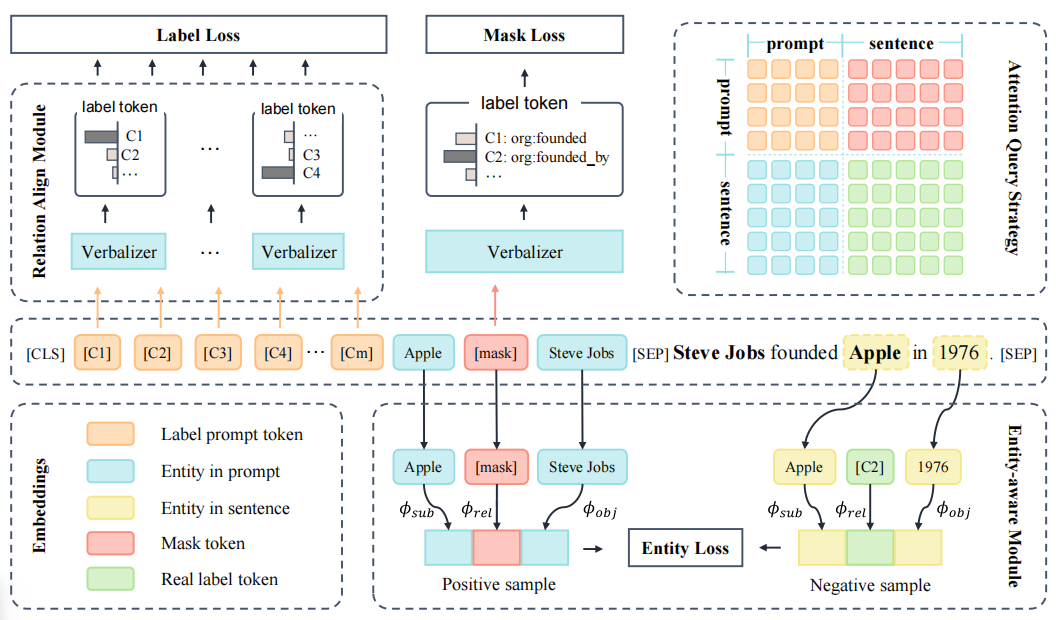 Label Loss
Mask Loss
prompt
sentence
prompt
sentence
Attention Query Strategy
Relation Align Module
label token
C1
C2
...
...
label token
...
C3
C4
label token
C1: org:founded
C2: org:founded_by
...
Verbalizer
...
Verbalizer
Verbalizer
[CLS] [C1] [C2] [C3] [C4] ... [Cm] Apple [mask] Steve Jobs [SEP] Steve Jobs founded Apple in 1976. [SEP]
Embeddings
Label prompt token
Entity in prompt
Entity in sentence
Mask token
Real label token
Apple [mask] Steve Jobs
ϕsub ϕrel ϕobj
Positive sample
Entity Loss
Apple [C2] 1976
ϕsub ϕrel ϕobj
Negative sample
Entity-aware Module